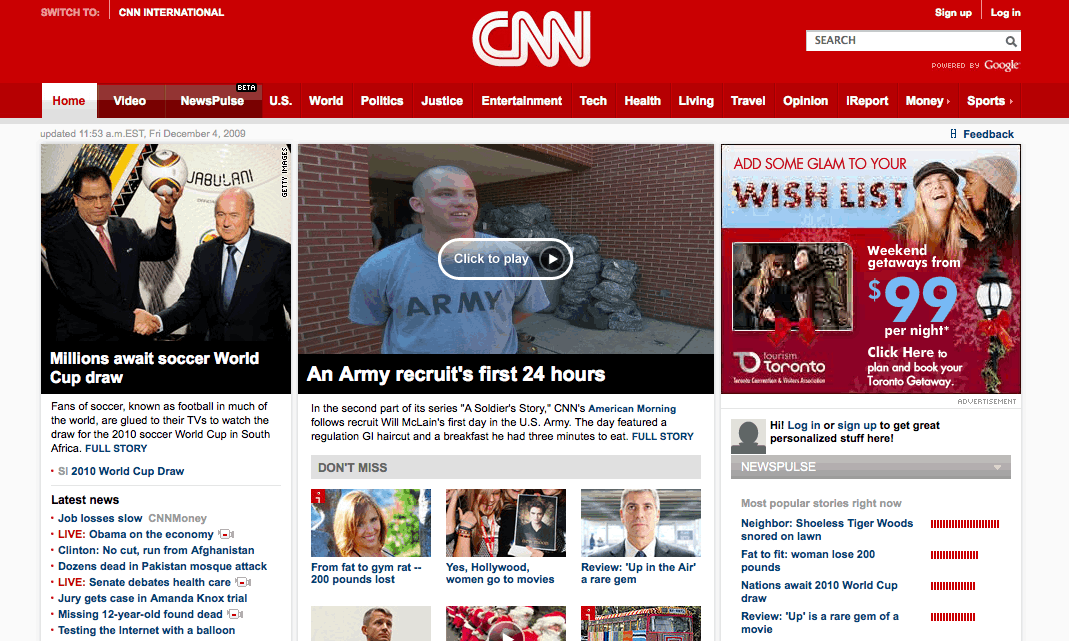 SWITCH TO: CNN INTERNATIONAL
CNN
Sign up Log in
SEARCH
POWERED BY Google
Home Video NewsPulse BETA U.S. World Politics Justice Entertainment Tech Health Living Travel Opinion iReport Money Sports
updated 11:53 a.m.EST, Fri December 4, 2009
Feedback
JABULANI
GETTY IMAGES
Millions await soccer World
Cup draw
Fans of soccer, known as football in much of
the world, are glued to their TVs to watch the
draw for the 2010 soccer World Cup in South
Africa. FULL STORY
SI 2010 World Cup Draw
Latest news
Job losses slow CNNMoney
LIVE: Obama on the economy
Clinton: No cut, run from Afghanistan
Dozens dead in Pakistan mosque attack
LIVE: Senate debates health care
Jury gets case in Amanda Knox trial
Missing 12-year-old found dead
Testing the Internet with a balloon
Click to play
ARMY
An Army recruit's first 24 hours
In the second part of its series "A Soldier's Story," CNN's American Morning
follows recruit Will McLain's first day in the U.S. Army. The day featured a
regulation GI haircut and a breakfast he had three minutes to eat. FULL STORY
DON'T MISS
From fat to gym rat --
200 pounds lost
Yes, Hollywood,
women go to movies
Review: 'Up in the Air'
a rare gem
ADD SOME GLAM TO YOUR
WISH LIST
Weekend
getaways from
$99
per night*
Click Here to
plan and book your
Toronto Getaway.
tourism
Toronto
Toronto Convention & Visitors Association
ADVERTISEMENT
Hi! Log in or sign up to get great
personalized stuff here!
NEWSPULSE
Most popular stories right now
Neighbor: Shoeless Tiger Woods
snored on lawn
Fat to fit: woman lose 200
pounds
Nations await 2010 World Cup
draw
Review: 'Up' is a rare gem of a
movie